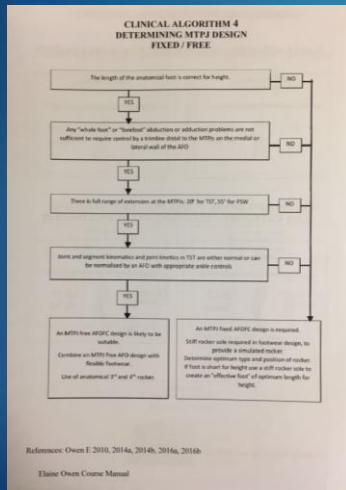 CLINICAL ALGORITHM 4
DETERMINING MTPJ DESIGN
FIXED / FREE
The length of the anatomical foot is correct for height.
NO
YES
Any "whole foot" or "forefoot" abduction or adduction problems are not
sufficient to require control by a trimline distal to the MTPJs on the medial or
lateral wall of the AFO
NO
YES
There is full range of extension at the MTPJs: 20° for TST, 55° for PSW
NO
YES
Joint and segment kinematics and joint kinetics in TST are either normal or can
be normalized by an AFO with appropriate ankle controls
NO
YES
An MTPJ free AFOFC design is likely to be
suitable.
Combine an MTPJ free AFO design with
flexible footwear.
Use of anatomical 3rd and 4th rocker.
An MTPJ fixed AFOFC design is required.
Stiff rocker sole required in footwear design, to
provide a simulated rocker.
Determine optimum type and position of rocker.
If foot is short for height use a stiff rocker sole to
create an "effective foot" of optimum length for
height.
References: Owen E 2010, 2014a, 2014b, 2016a, 2016b
Elaine Owen Course Manual